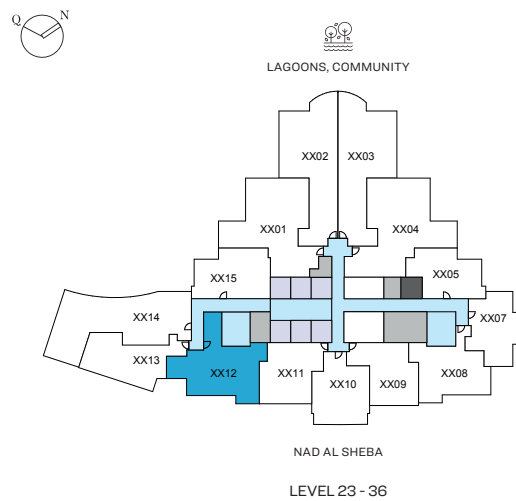 Q N
LAGOONS, COMMUNITY
XX02 XX03
XX01 XX04
XX15 XX05
XX14 XX07
XX13 XX12 XX11 XX10 XX09 XX08
NAD AL SHEBA
LEVEL 23 - 36